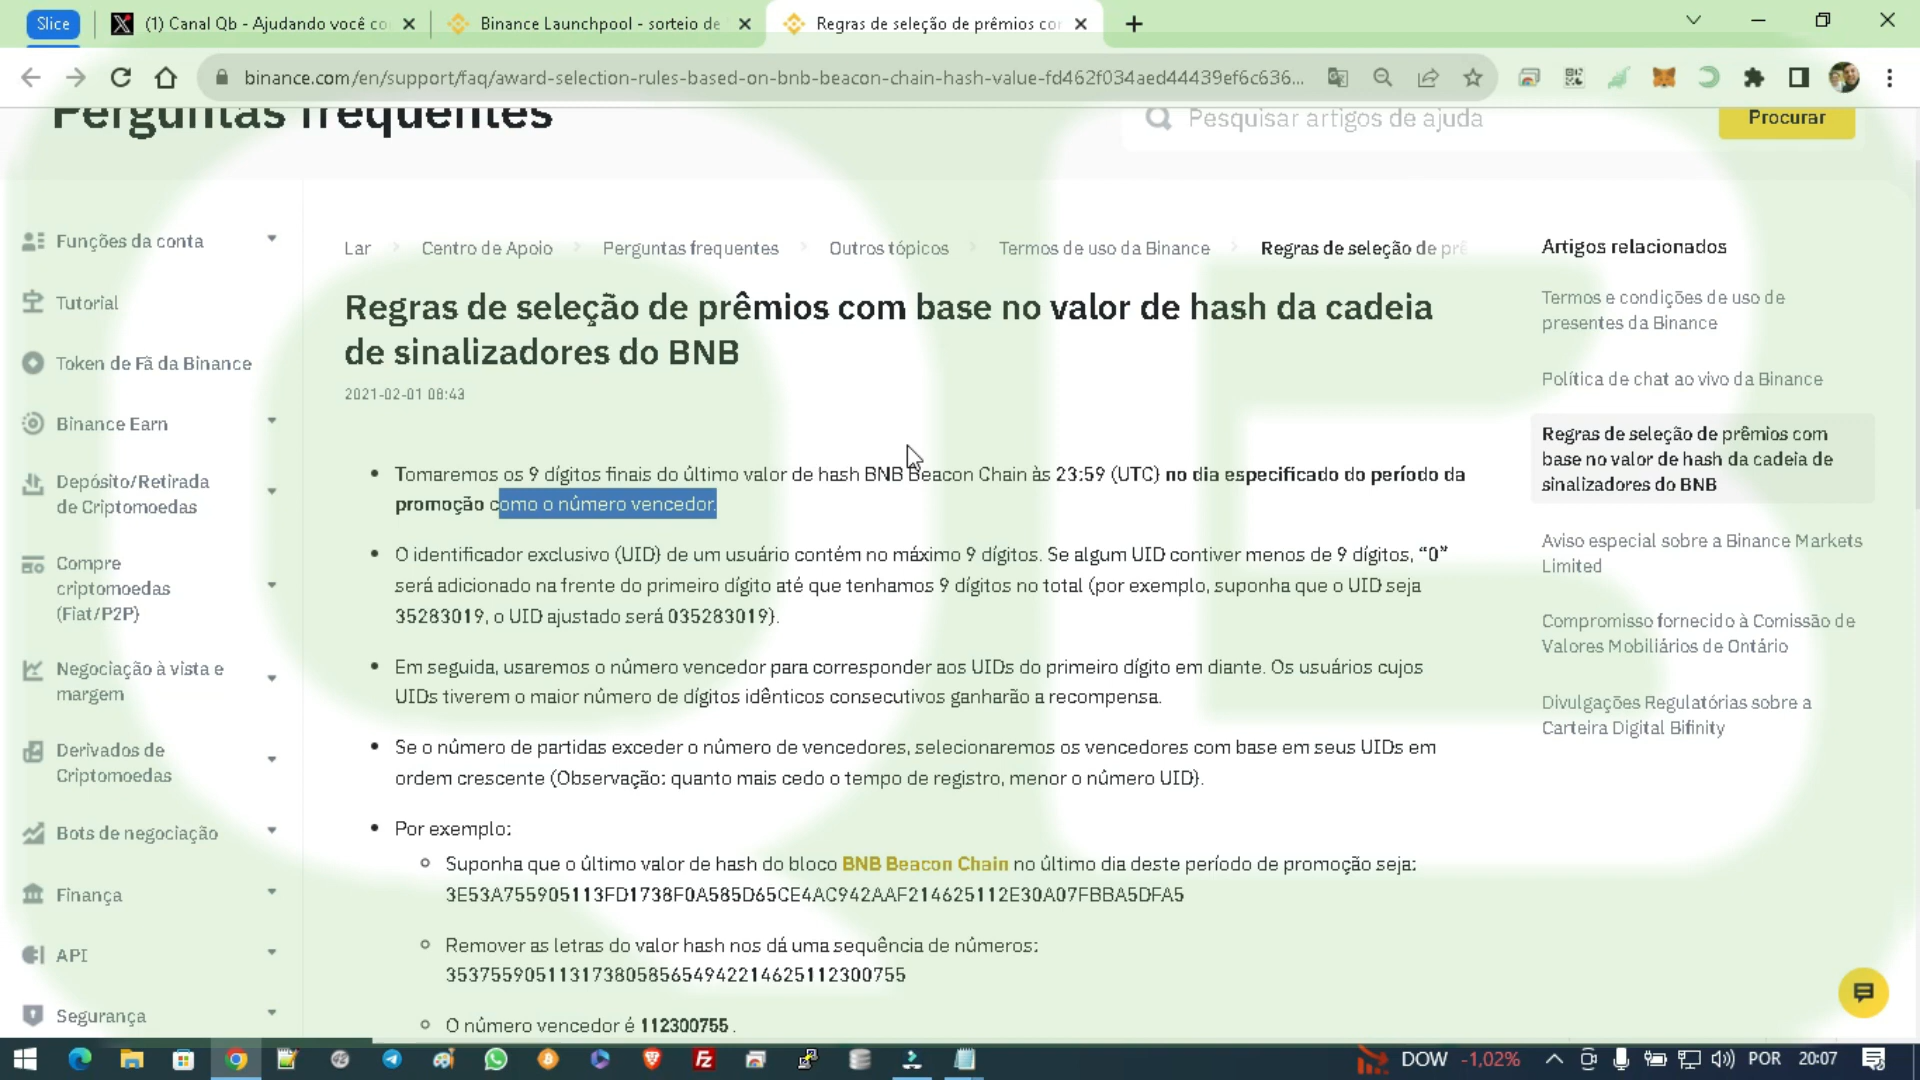 Slice
(1) Canal Qb - Ajudando você co
Binance Launchpool - sorteio de
Regras de seleção de prêmios co
binance.com/en/support/faq/award-selection-rules-based-on-bnb-beacon-chain-hash-value-fd462f034aed44439ef6c636...
Perguntas frequentes
Pesquisar artigos de ajuda
Procurar
Funções da conta
Tutorial
Token de Fã da Binance
Binance Earn
Depósito/Retirada
de Criptomoedas
Compre
criptomoedas
(Fiat/P2P)
Negociação à vista e
margem
Derivados de
Criptomoedas
Bots de negociação
Finança
API
Segurança
Lar
Centro de Apoio
Perguntas frequentes
Outros tópicos
Termos de uso da Binance
Regras de seleção de prê
Regras de seleção de prêmios com base no valor de hash da cadeia
de sinalizadores do BNB
2021-02-01 08:43
Tomaremos os 9 dígitos finais do último valor de hash BNB Beacon Chain às 23:59 (UTC) no dia especificado do período da
promoção como o número vencedor.
O identificador exclusivo (UID) de um usuário contém no máximo 9 dígitos. Se algum UID contiver menos de 9 dígitos, “0”
será adicionado na frente do primeiro dígito até que tenhamos 9 dígitos no total (por exemplo, suponha que o UID seja
35283019, o UID ajustado será 035283019).
Em seguida, usaremos o número vencedor para corresponder aos UIDs do primeiro dígito em diante. Os usuários cujos
UIDs tiverem o maior número de dígitos idênticos consecutivos ganharão a recompensa.
Se o número de partidas exceder o número de vencedores, selecionaremos os vencedores com base em seus UIDs em
ordem crescente (Observação: quanto mais cedo o tempo de registro, menor o número UID).
Por exemplo:
Suponha que o último valor de hash do bloco BNB Beacon Chain no último dia deste período de promoção seja:
3E53A755905113FD1738F0A585D65CE4AC942AAF214625112E30A07FBBA5DFA5
Remover as letras do valor hash nos dá uma sequência de números:
353755905113173805856549422146251123​00755
O número vencedor é 112300755 .
Artigos relacionados
Termos e condições de uso de
presentes da Binance
Política de chat ao vivo da Binance
Regras de seleção de prêmios com
base no valor de hash da cadeia de
sinalizadores do BNB
Aviso especial sobre a Binance Markets
Limited
Compromisso fornecido à Comissão de
Valores Mobiliários de Ontário
Divulgações Regulatórias sobre a
Carteira Digital Bifinity
QB
DOW -1,02%
POR
20:07